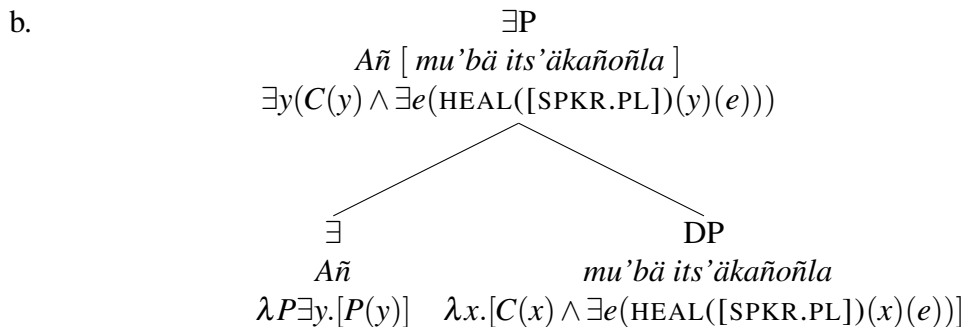 b.
∃P
Añ [ mu’bä its’äkañoñla ]
∃y(C(y) ∧ ∃e(HEAL([SPKR.PL])(y)(e)))
∃ DP
Añ mu’bä its’äkañoñla
λP∃y.[P(y)] λx.[C(x) ∧ ∃e(HEAL([SPKR.PL])(x)(e))]